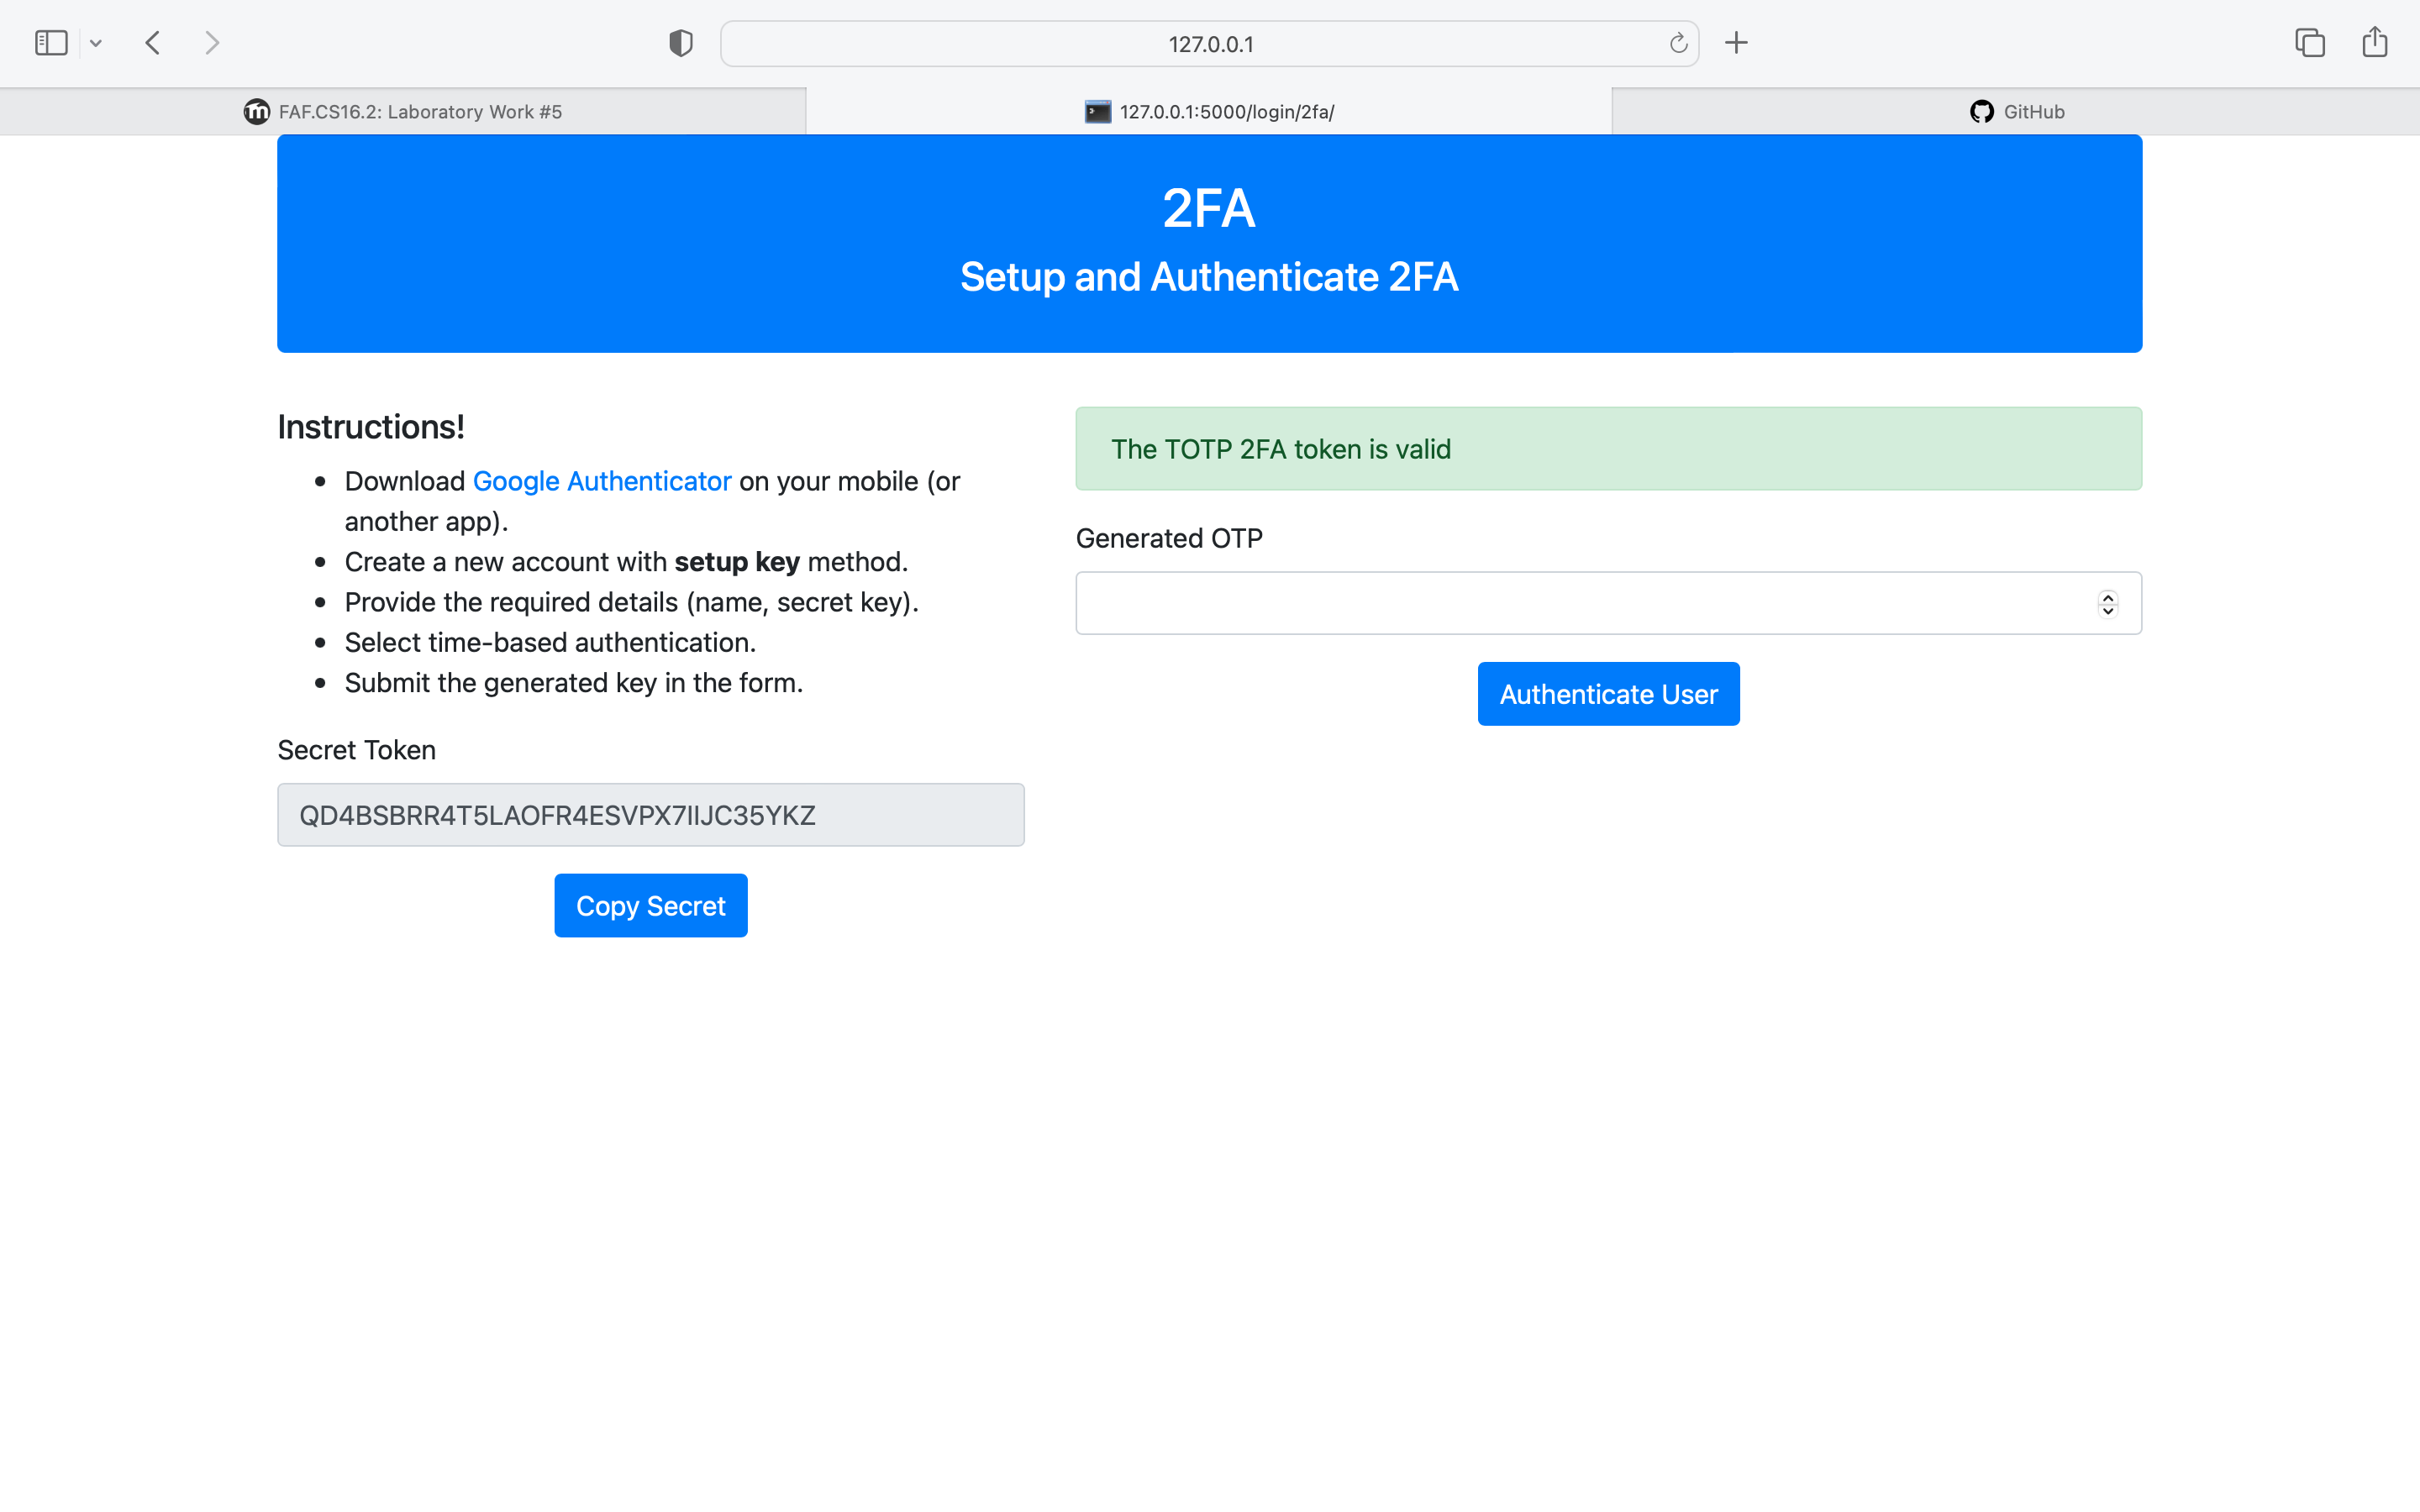 127.0.0.1
FAF.CS16.2: Laboratory Work #5
127.0.0.1:5000/login/2fa/
GitHub
2FA
Setup and Authenticate 2FA
Instructions!
Download Google Authenticator on your mobile (or
another app).
Create a new account with setup key method.
Provide the required details (name, secret key).
Select time-based authentication.
Submit the generated key in the form.
Secret Token
QD4BSBRR4T5LAOFR4ESVPX7IIJC35YKZ
Copy Secret
The TOTP 2FA token is valid
Generated OTP
Authenticate User